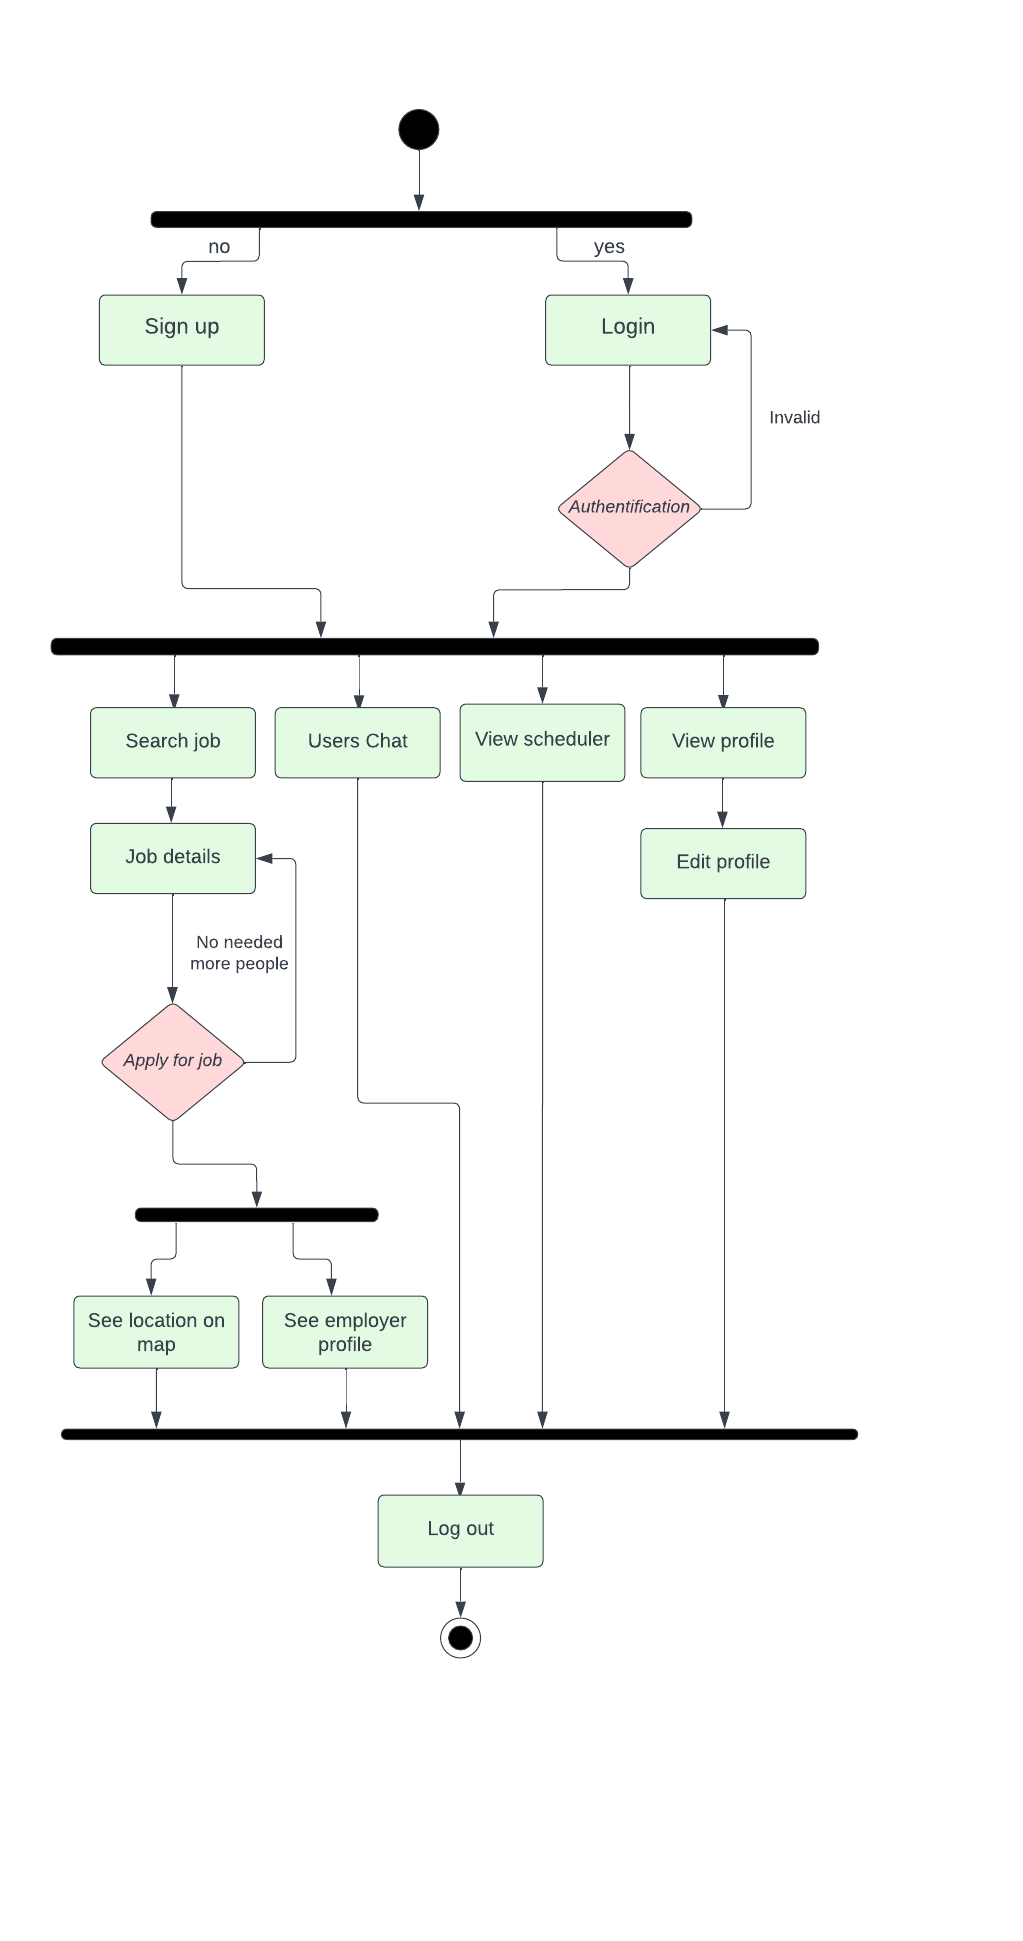 no
yes
Sign up
Login
Invalid
Authentification
Search job
Users Chat
View scheduler
View profile
Job details
Edit profile
No needed
more people
Apply for job
See location on
map
See employer
profile
Log out